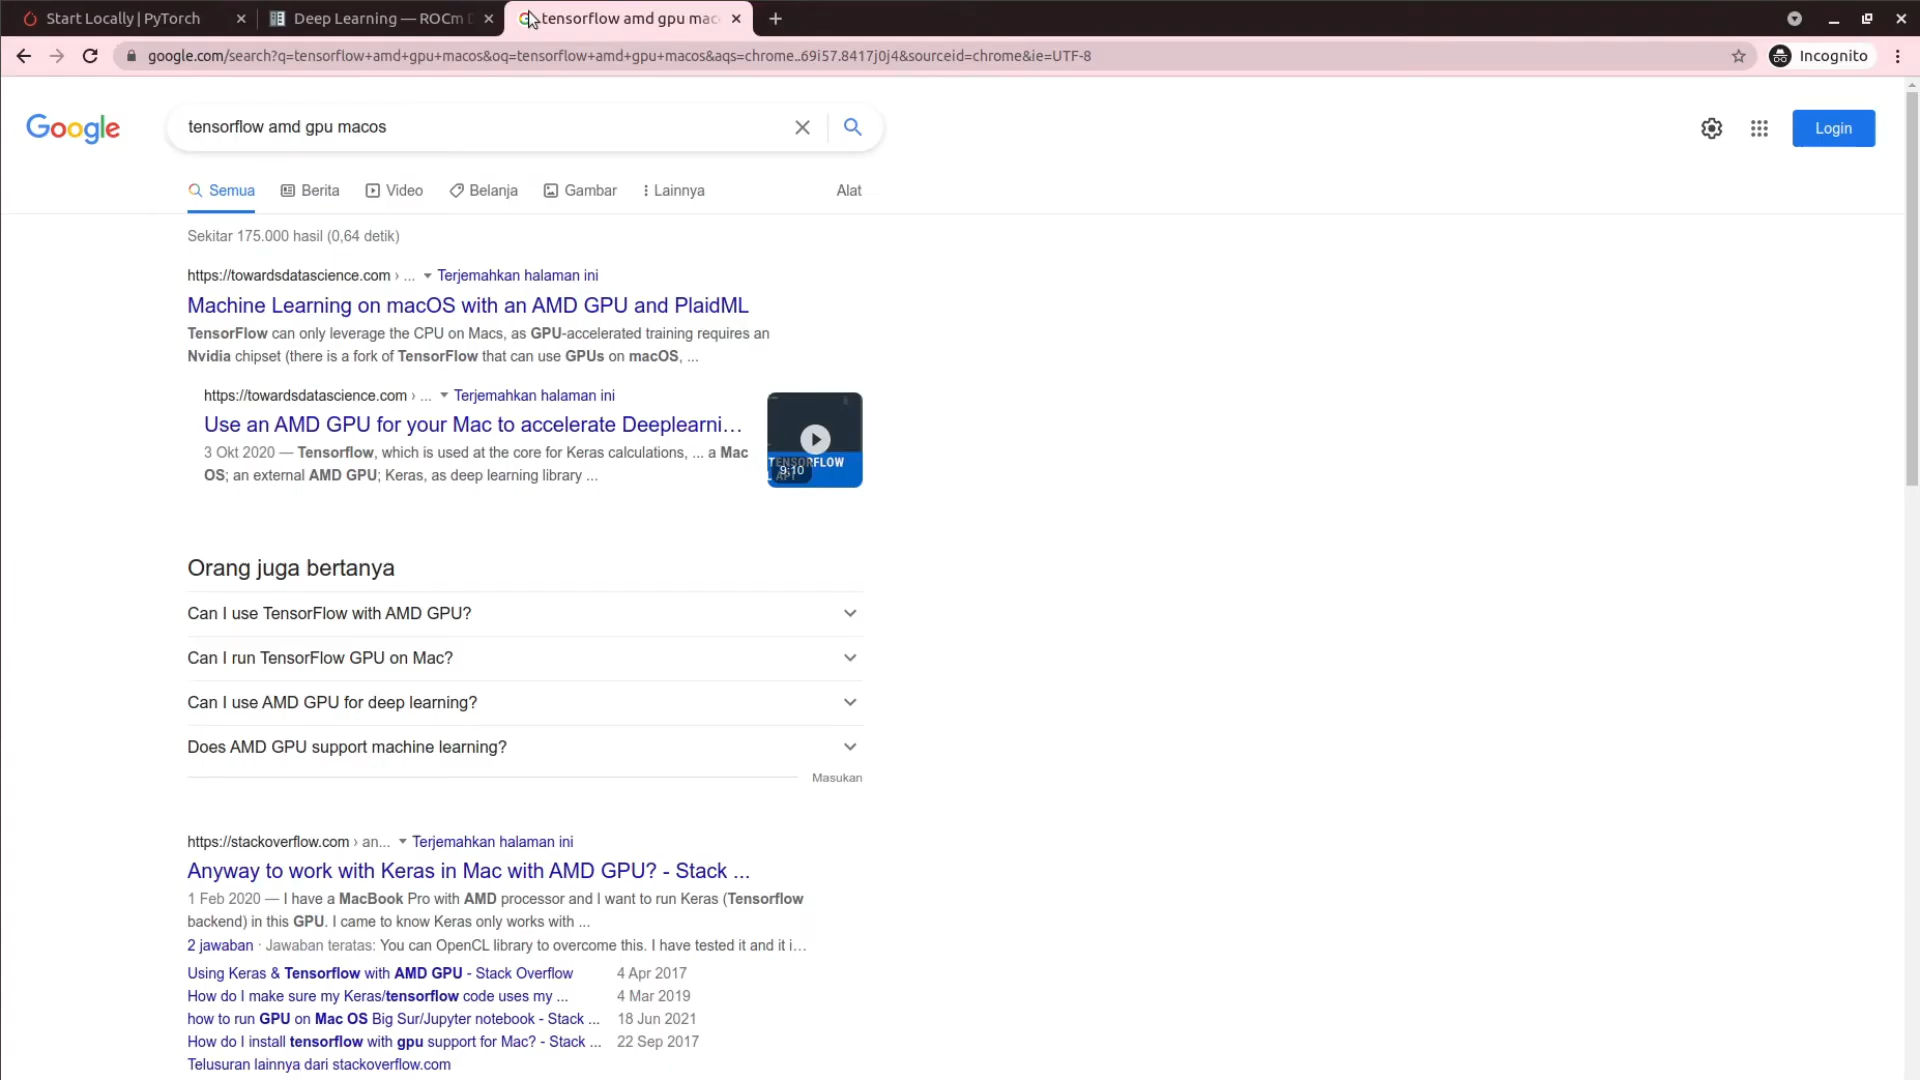 Start Locally | PyTorch
Deep Learning — ROCm
tensorflow amd gpu mac
google.com/search?q=tensorflow+amd+gpu+macos&oq=tensorflow+amd+gpu+macos&aqs=chrome..69i57.8417j0j4&sourceid=chrome&ie=UTF-8
Incognito
Google
tensorflow amd gpu macos
Login
Semua
Berita
Video
Belanja
Gambar
Lainnya
Alat
Sekitar 175.000 hasil (0,64 detik)
https://towardsdatascience.com › ... Terjemahkan halaman ini
Machine Learning on macOS with an AMD GPU and PlaidML
TensorFlow can only leverage the CPU on Macs, as GPU-accelerated training requires an
Nvidia chipset (there is a fork of TensorFlow that can use GPUs on macOS, ...
https://towardsdatascience.com › ... Terjemahkan halaman ini
Use an AMD GPU for your Mac to accelerate Deeplearni...
3 Okt 2020 — Tensorflow, which is used at the core for Keras calculations, ... a Mac
OS; an external AMD GPU; Keras, as deep learning library ...
TENSORFLOW
API
9:10
Orang juga bertanya
Can I use TensorFlow with AMD GPU?
Can I run TensorFlow GPU on Mac?
Can I use AMD GPU for deep learning?
Does AMD GPU support machine learning?
Masukan
https://stackoverflow.com › an... Terjemahkan halaman ini
Anyway to work with Keras in Mac with AMD GPU? - Stack ...
1 Feb 2020 — I have a MacBook Pro with AMD processor and I want to run Keras (Tensorflow
backend) in this GPU. I came to know Keras only works with ...
2 jawaban · Jawaban teratas: You can OpenCL library to overcome this. I have tested it and it i...
Using Keras & Tensorflow with AMD GPU - Stack Overflow 4 Apr 2017
How do I make sure my Keras/tensorflow code uses my ... 4 Mar 2019
how to run GPU on Mac OS Big Sur/Jupyter notebook - Stack ... 18 Jun 2021
How do I install tensorflow with gpu support for Mac? - Stack ... 22 Sep 2017
Telusuran lainnya dari stackoverflow.com